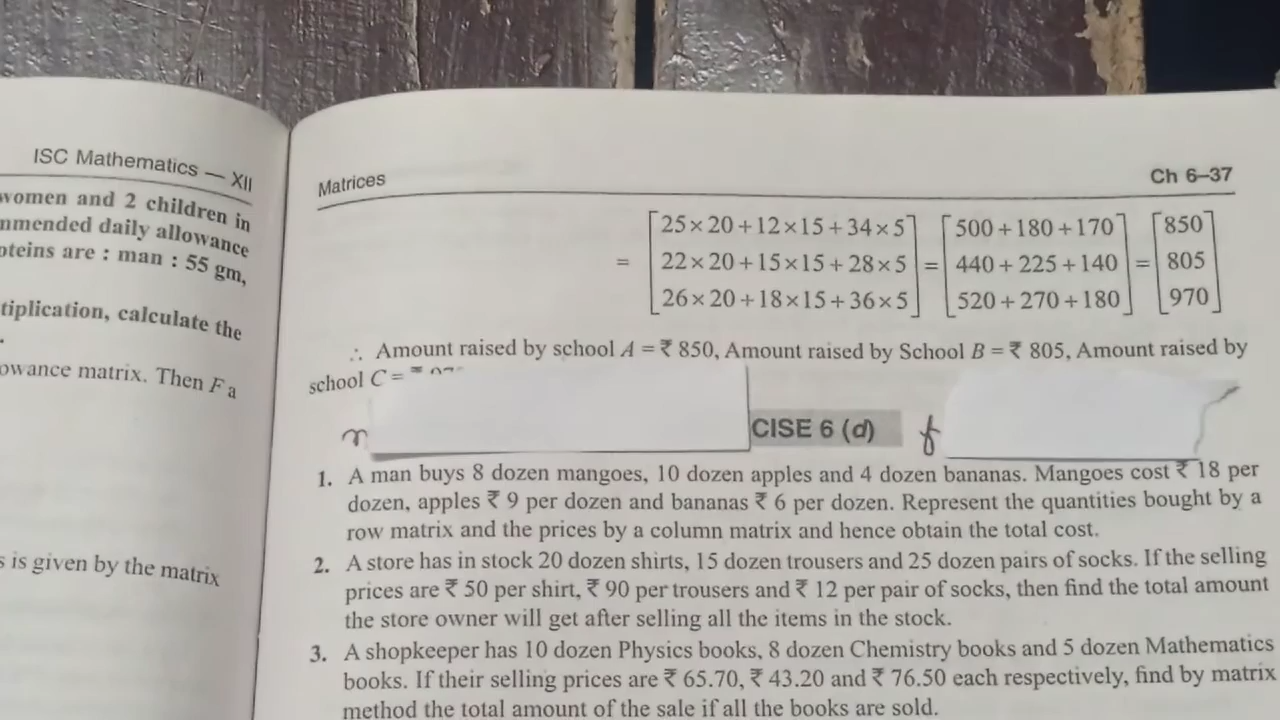 ISC Mathematics — XII
women and 2 children in
mmended daily allowance
oteins are : man : 55 gm,
tiplication, calculate the
owance matrix. Then F a
s is given by the matrix
Matrices
Ch 6–37
= [25×20+12×15+34×5] = [500+180+170] = [850]
[22×20+15×15+28×5] [440+225+140] [805]
[26×20+18×15+36×5] [520+270+180] [970]
∴ Amount raised by school A = ₹ 850, Amount raised by School B = ₹ 805, Amount raised by
school C =
CISE 6 (d)
1. A man buys 8 dozen mangoes, 10 dozen apples and 4 dozen bananas. Mangoes cost ₹ 18 per
dozen, apples ₹ 9 per dozen and bananas ₹ 6 per dozen. Represent the quantities bought by a
row matrix and the prices by a column matrix and hence obtain the total cost.
2. A store has in stock 20 dozen shirts, 15 dozen trousers and 25 dozen pairs of socks. If the selling
prices are ₹ 50 per shirt, ₹ 90 per trousers and ₹ 12 per pair of socks, then find the total amount
the store owner will get after selling all the items in the stock.
3. A shopkeeper has 10 dozen Physics books, 8 dozen Chemistry books and 5 dozen Mathematics
books. If their selling prices are ₹ 65.70, ₹ 43.20 and ₹ 76.50 each respectively, find by matrix
method the total amount of the sale if all the books are sold.